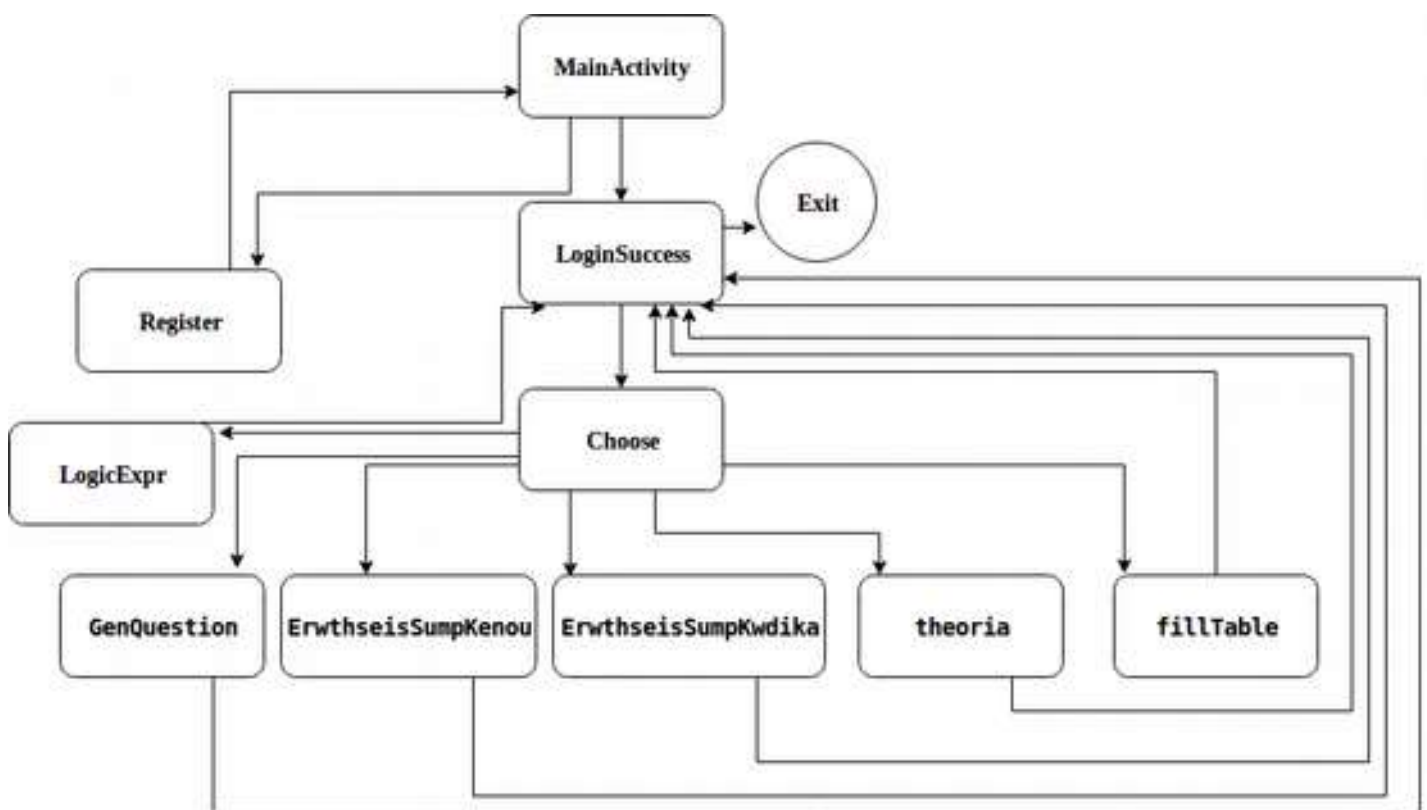 MainActivity
Exit
LoginSuccess
Register
Choose
LogicExpr
GenQuestion
ErwthseisSumpKenou
ErwthseisSumpKwdika
theoria
fillTable